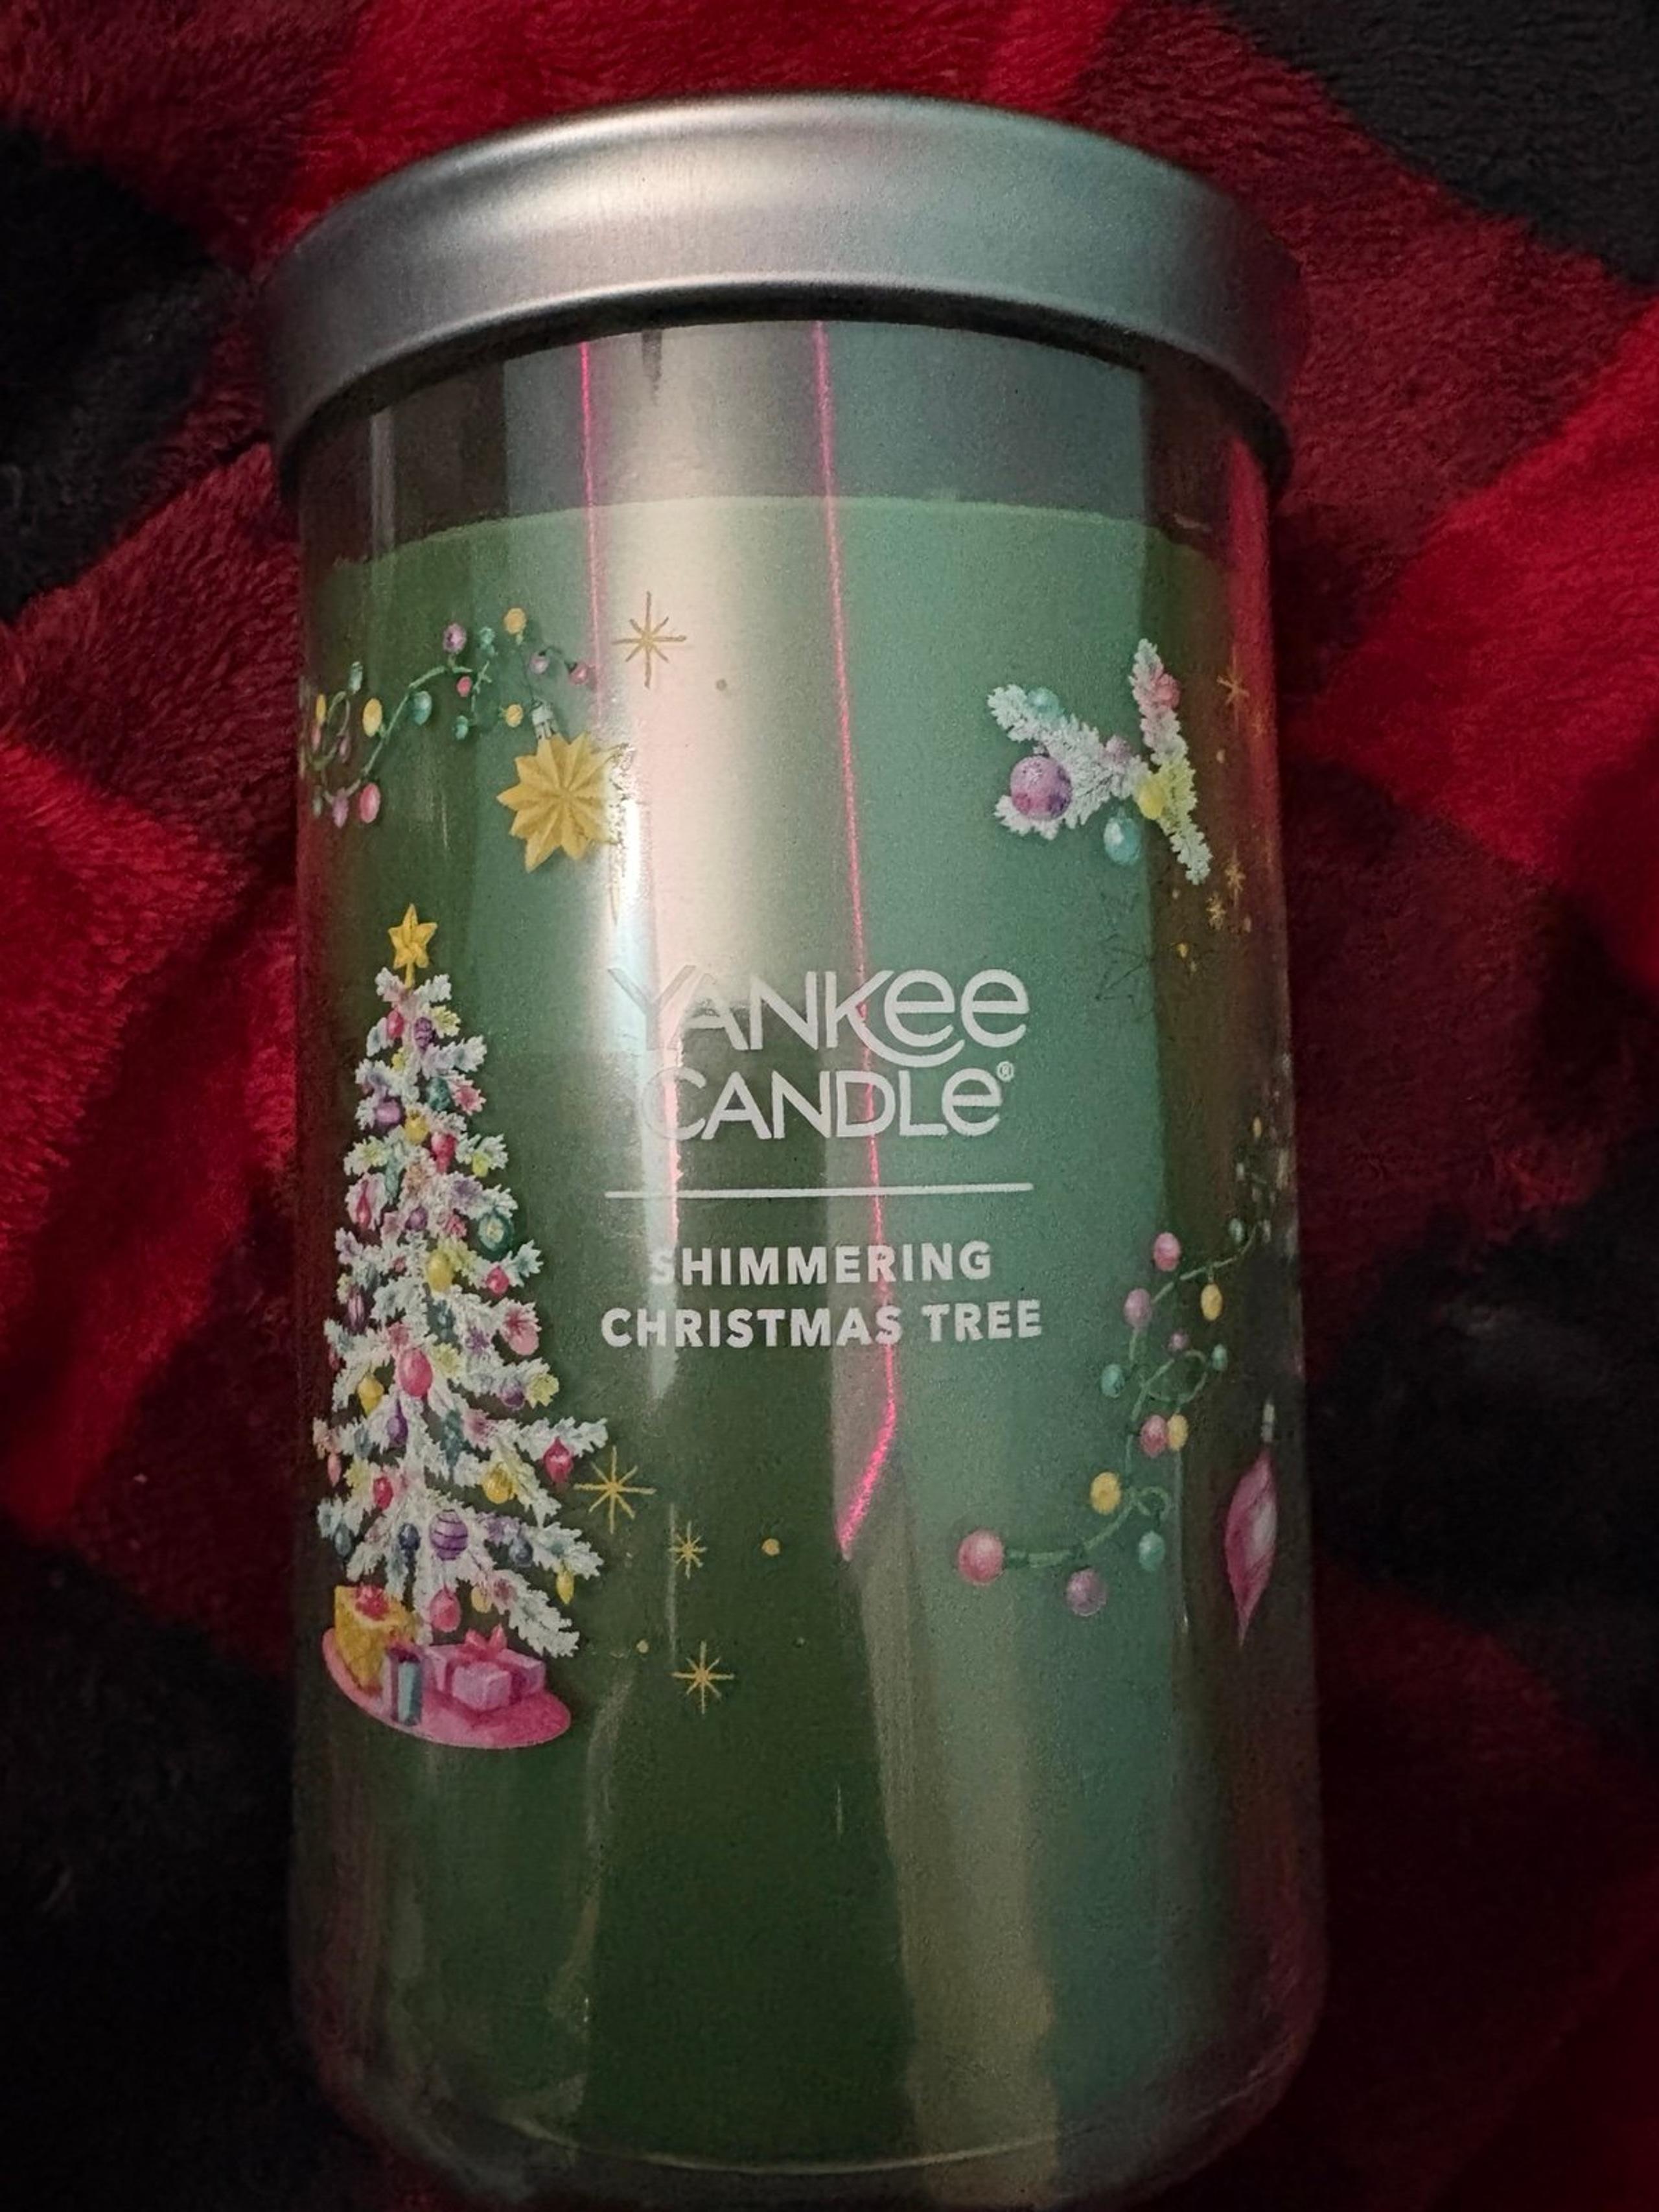 YANKEE
CANDLE®
SHIMMERING
CHRISTMAS TREE